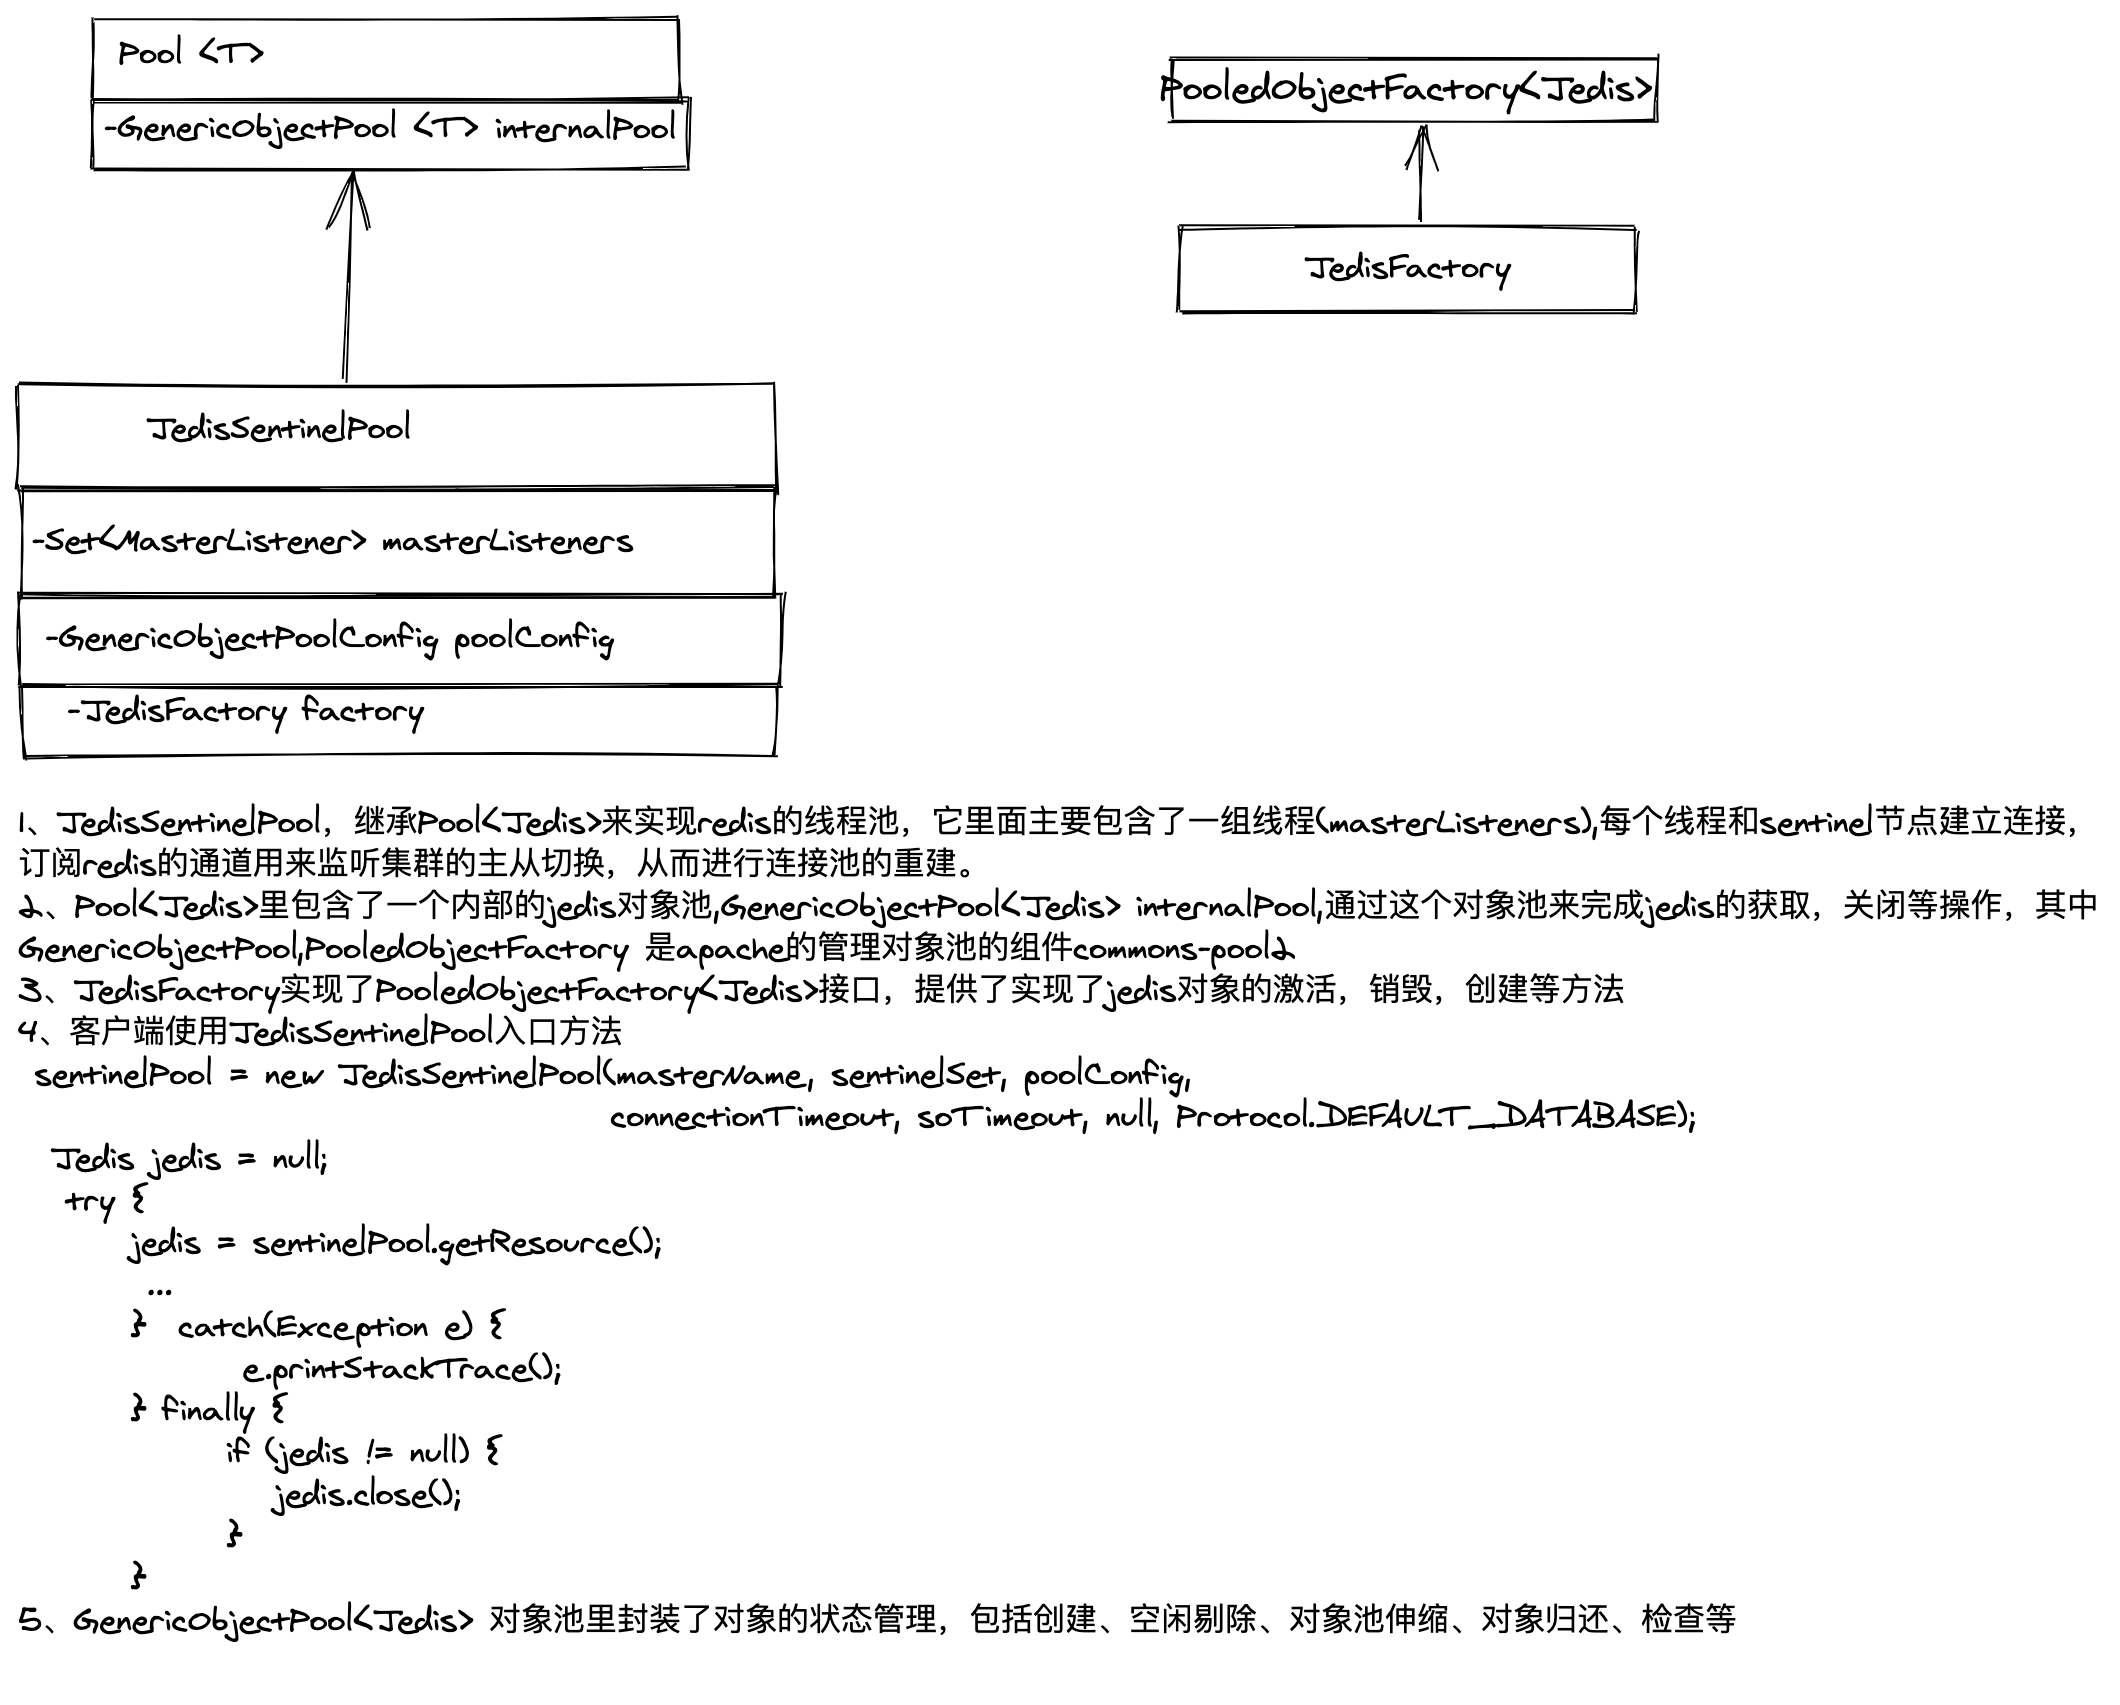 Pool <T>
-GenericObjectPool <T> internalPool
PooledObjectFactory<Jedis>
JedisFactory
JedisSentinelPool
-Set<MasterListener> masterListeners
-GenericObjectPoolConfig poolConfig
-JedisFactory factory
1、JedisSentinelPool，继承Pool<Jedis>来实现redis的线程池，它里面主要包含了一组线程(masterListeners),每个线程和sentinel节点建立连接，
订阅redis的通道用来监听集群的主从切换，从而进行连接池的重建。
2、Pool<Jedis>里包含了一个内部的jedis对象池,GenericObjectPool<Jedis> internalPool,通过这个对象池来完成jedis的获取，关闭等操作，其中
GenericObjectPool,PooledObjectFactory 是apache的管理对象池的组件commons-pool2
3、JedisFactory实现了PooledObjectFactory<Jedis>接口，提供了实现了jedis对象的激活，销毁，创建等方法
4、客户端使用JedisSentinelPool入口方法
sentinelPool = new JedisSentinelPool(masterName, sentinelSet, poolConfig,
connectionTimeout, soTimeout, null, Protocol.DEFAULT_DATABASE);
Jedis jedis = null;
try {
jedis = sentinelPool.getResource();
...
} catch(Exception e) {
e.printStackTrace();
} finally {
if (jedis != null) {
jedis.close();
}
}
5、GenericObjectPool<Jedis> 对象池里封装了对象的状态管理，包括创建、空闲剔除、对象池伸缩、对象归还、检查等